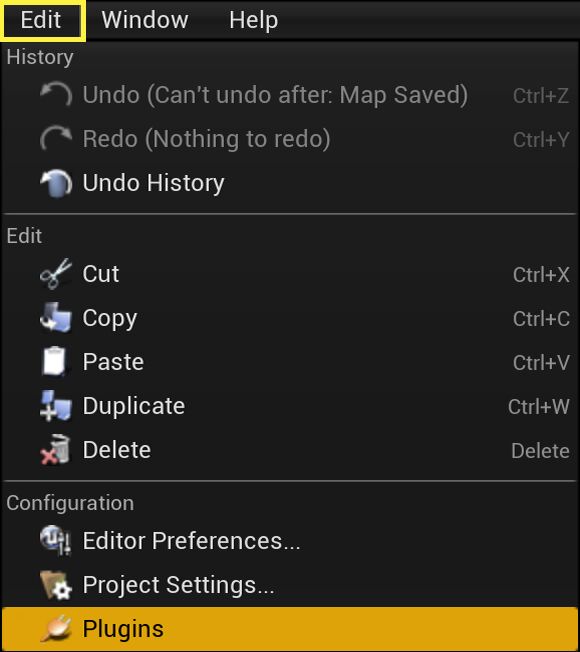 Edit Window Help
History
Undo (Can't undo after: Map Saved) Ctrl+Z
Redo (Nothing to redo) Ctrl+Y
Undo History
Edit
Cut Ctrl+X
Copy Ctrl+C
Paste Ctrl+V
Duplicate Ctrl+W
Delete Delete
Configuration
Editor Preferences...
Project Settings...
Plugins